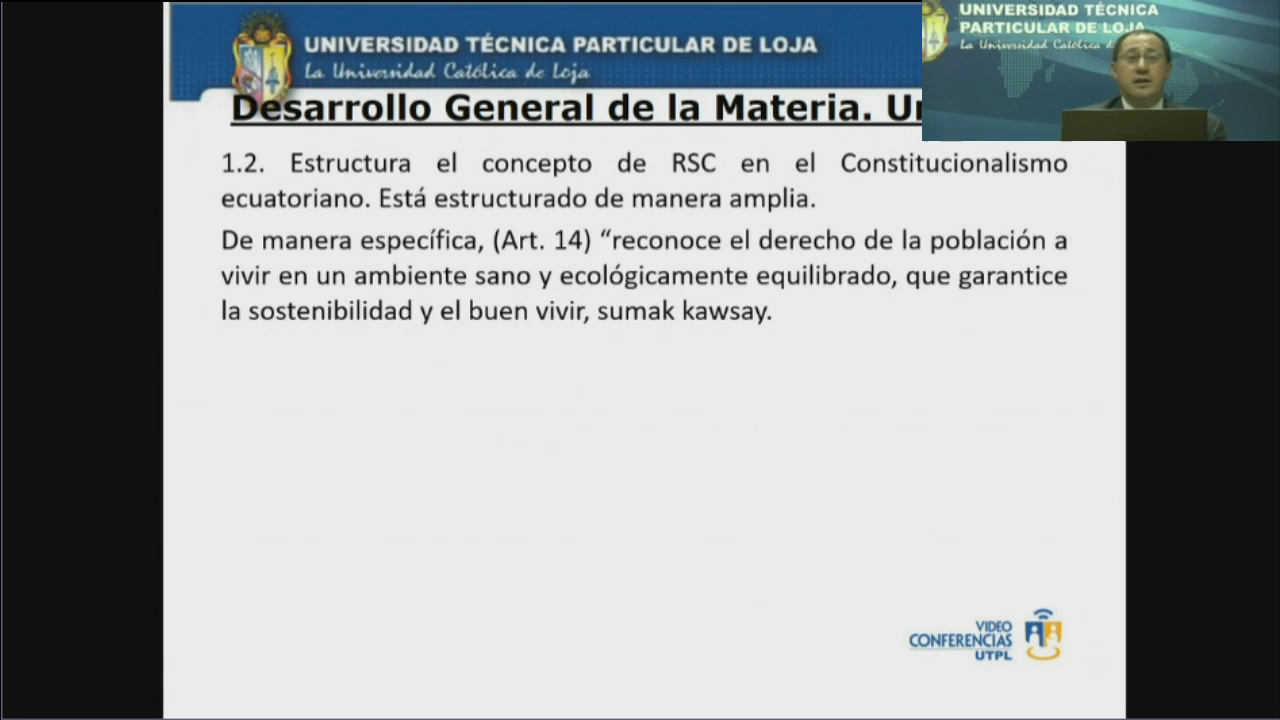 UNIVERSIDAD TÉCNICA PARTICULAR DE LOJA
La Universidad Católica de Loja
UNIVERSIDAD TÉCNICA
PARTICULAR DE LOJA
La Universidad Católica d
Desarrollo General de la Materia.
1.2. Estructura el concepto de RSC en el Constitucionalismo
ecuatoriano. Está estructurado de manera amplia.
De manera específica, (Art. 14) “reconoce el derecho de la población a
vivir en un ambiente sano y ecológicamente equilibrado, que garantice
la sostenibilidad y el buen vivir, sumak kawsay.
VIDEO
CONFERENCIAS
UTPL